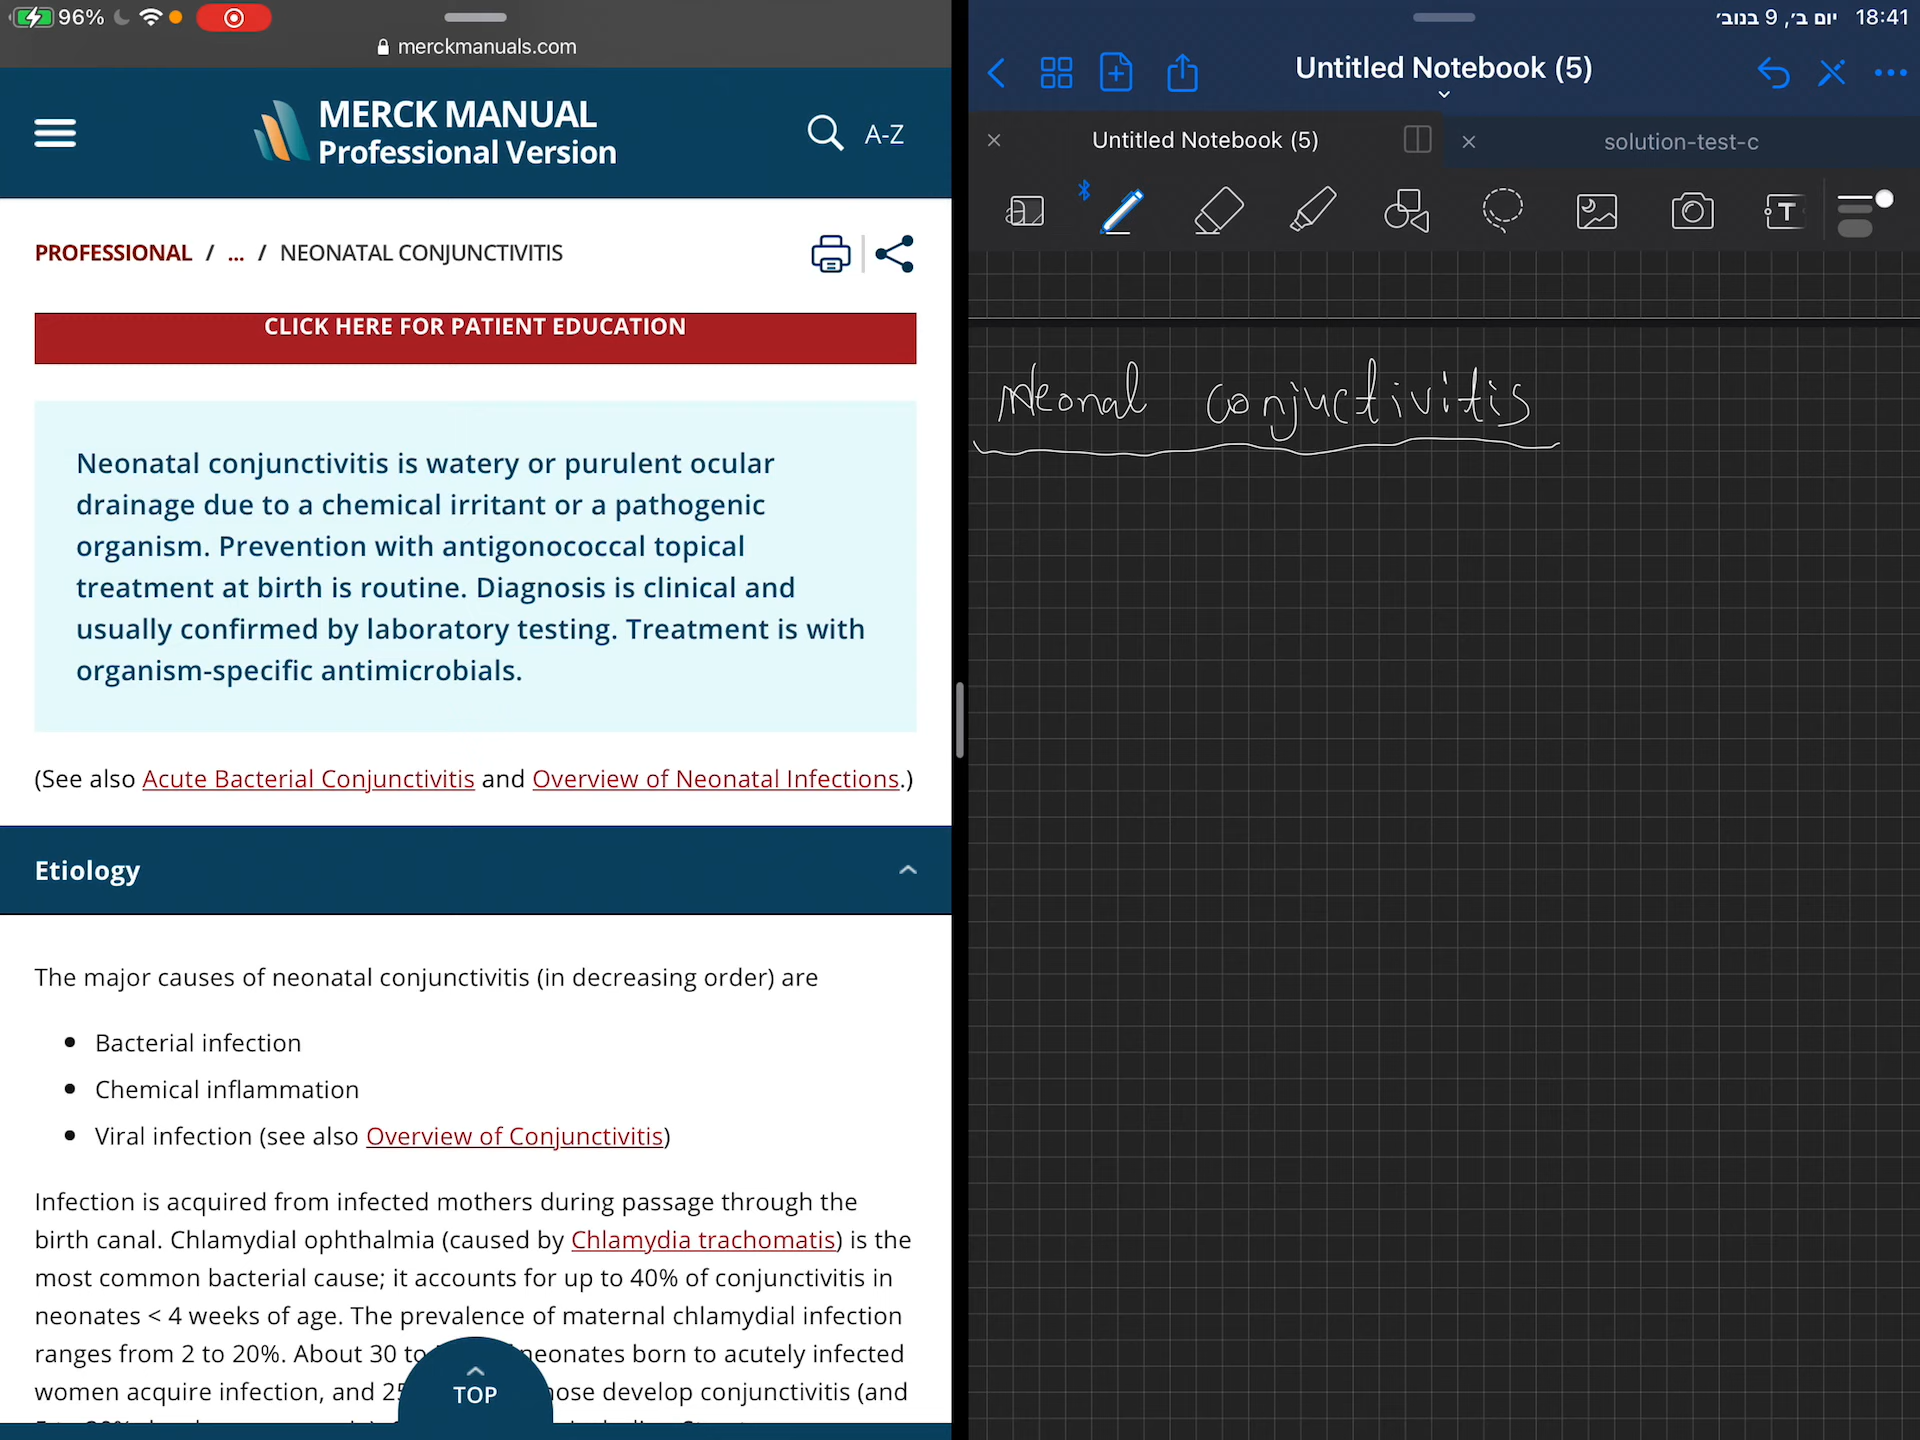 96%
merckmanuals.com
MERCK MANUAL
Professional Version
A-Z
PROFESSIONAL / ... / NEONATAL CONJUNCTIVITIS
CLICK HERE FOR PATIENT EDUCATION
Neonatal conjunctivitis is watery or purulent ocular
drainage due to a chemical irritant or a pathogenic
organism. Prevention with antigonococcal topical
treatment at birth is routine. Diagnosis is clinical and
usually confirmed by laboratory testing. Treatment is with
organism-specific antimicrobials.
(See also Acute Bacterial Conjunctivitis and Overview of Neonatal Infections.)
Etiology
The major causes of neonatal conjunctivitis (in decreasing order) are
• Bacterial infection
• Chemical inflammation
• Viral infection (see also Overview of Conjunctivitis)
Infection is acquired from infected mothers during passage through the
birth canal. Chlamydial ophthalmia (caused by Chlamydia trachomatis) is the
most common bacterial cause; it accounts for up to 40% of conjunctivitis in
neonates < 4 weeks of age. The prevalence of maternal chlamydial infection
ranges from 2 to 20%. About 30 to neonates born to acutely infected
women acquire infection, and 25 those develop conjunctivitis (and
TOP
יום ב׳, 9 בנוב׳ 18:41
Untitled Notebook (5)
Untitled Notebook (5)
solution-test-c
Neonal conjuctivitis